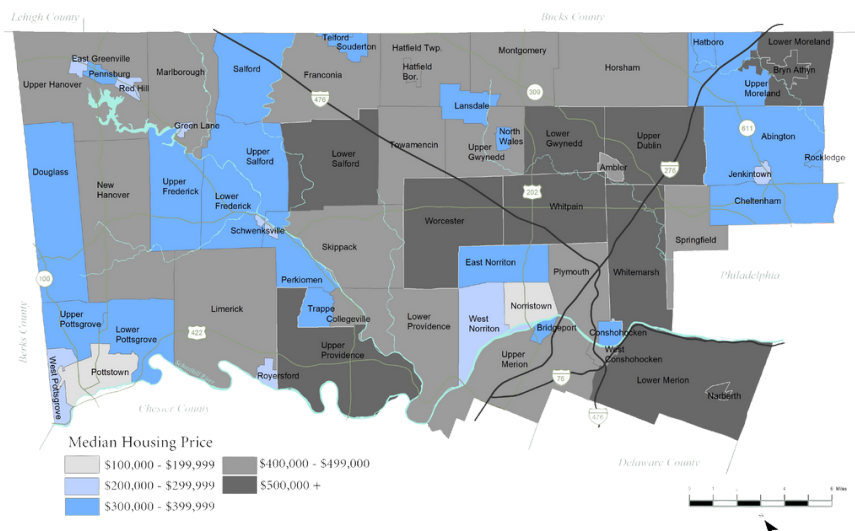 Lehigh County
Bucks County
Telford
Souderton
Hatfield Twp.
Hatfield
Bor.
Montgomery
Horsham
Hatboro
Lower Moreland
Bryn Athyn
Upper
Moreland
East Greenville
Pennsburg
Red Hill
Upper Hanover
Marlborough
Salford
Franconia
476
309
Lansdale
Green Lane
611
Abington
Rockledge
Jenkintown
Cheltenham
Douglass
New
Hanover
Upper
Frederick
Lower
Frederick
Upper
Salford
Lower
Salford
Towamencin
Upper
Gwynedd
North
Wales
Lower
Gwynedd
Upper
Dublin
Ambler
276
202
Schwenksville
Skippack
Worcester
Whitpain
Springfield
Philadelphia
100
Perkiomen
East Norriton
Plymouth
Whitemarsh
Berks County
Upper
Pottsgrove
Lower
Pottsgrove
422
Limerick
Trappe
Collegeville
Lower
Providence
West
Norriton
Norristown
Bridgeport
Conshohocken
West
Conshohocken
West Pottsgrove
Pottstown
Royersford
Upper
Providence
Upper
Merion
76
476
Lower Merion
Narberth
Chester County
Delaware County
Median Housing Price
$100,000 - $199,999
$200,000 - $299,999
$300,000 - $399,999
$400,000 - $499,000
$500,000 +
Miles